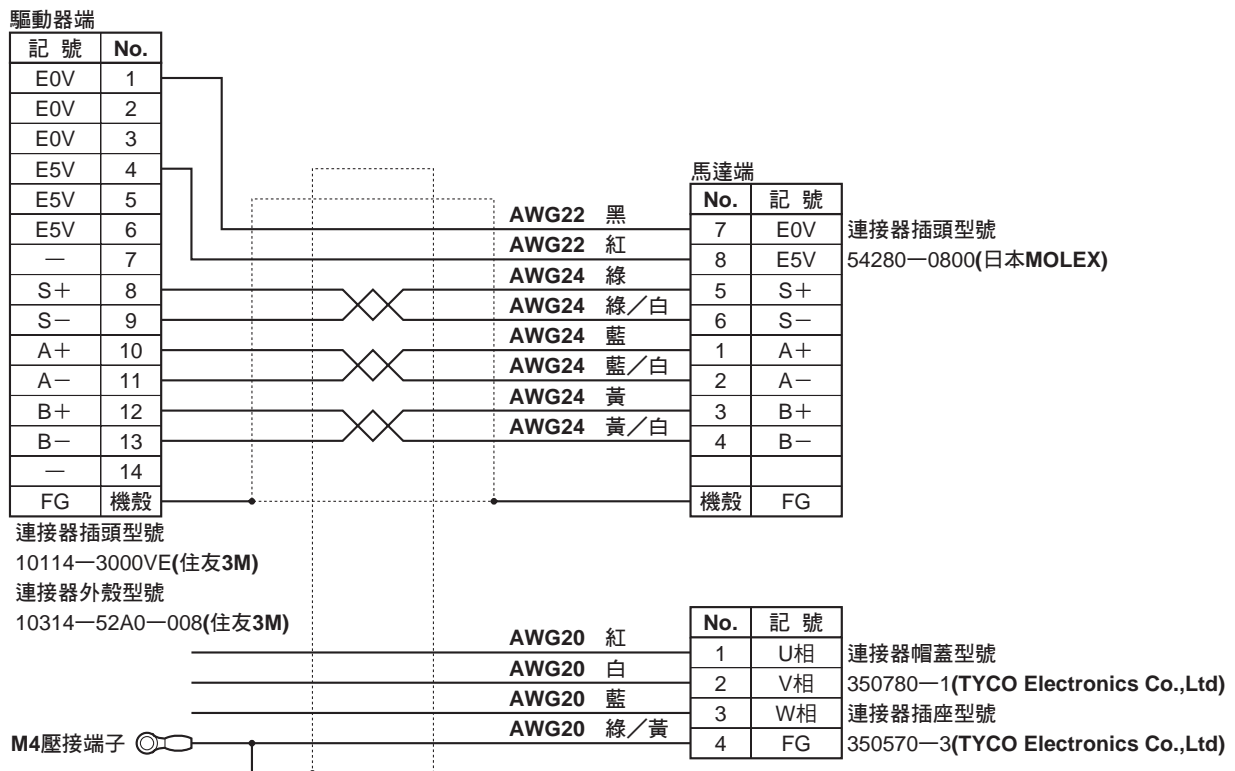 驅動器端
記 號 No.
E0V 1
E0V 2
E0V 3
E5V 4
E5V 5
E5V 6
— 7
S＋ 8
S－ 9
A＋ 10
A－ 11
B＋ 12
B－ 13
— 14
FG 機殼
連接器插頭型號
10114—3000VE(住友3M)
連接器外殼型號
10314—52A0—008(住友3M)
AWG22 黑
AWG22 紅
AWG24 綠
AWG24 綠／白
AWG24 藍
AWG24 藍／白
AWG24 黃
AWG24 黃／白
馬達端
No. 記 號
7 E0V
8 E5V
5 S＋
6 S－
1 A＋
2 A－
3 B＋
4 B－
機殼 FG
連接器插頭型號
54280—0800(日本MOLEX)
AWG20 紅
AWG20 白
AWG20 藍
AWG20 綠／黃
M4壓接端子
No. 記 號
1 U相
2 V相
3 W相
4 FG
連接器帽蓋型號
350780—1(TYCO Electronics Co.,Ltd)
連接器插座型號
350570—3(TYCO Electronics Co.,Ltd)